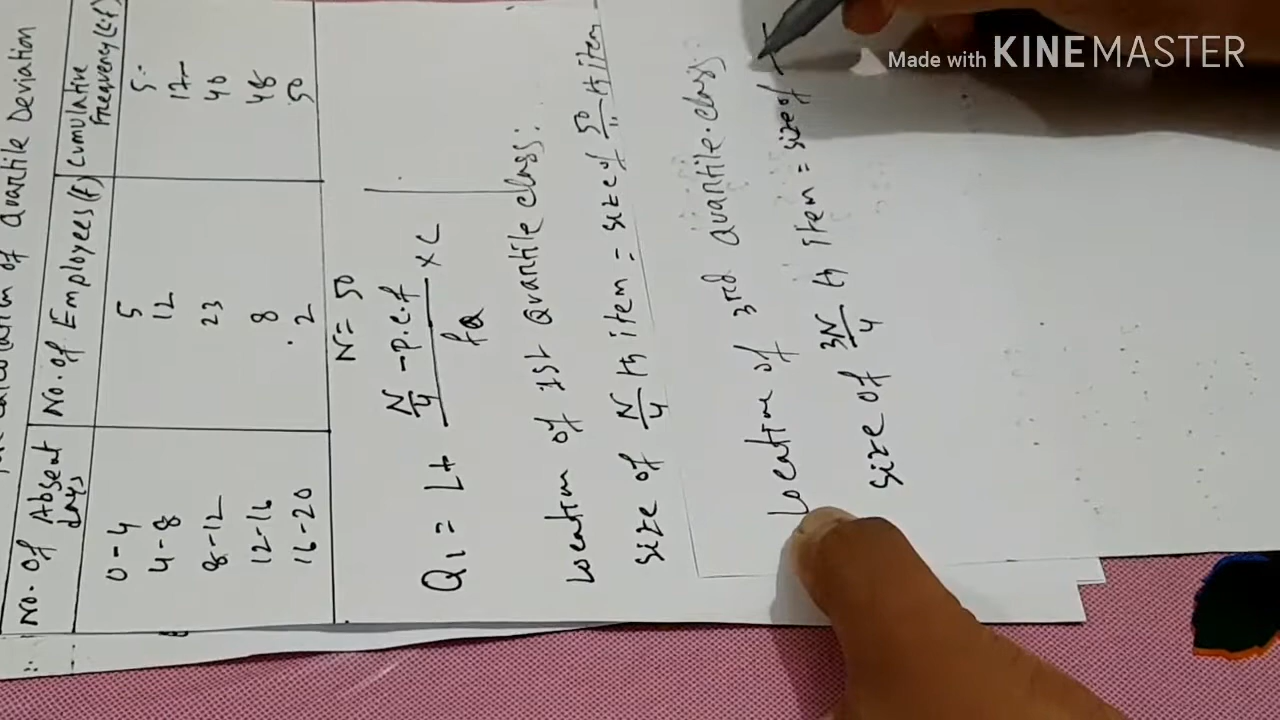 Calculation of Quartile Deviation
No. of Absent days No. of Employees (f) Cumulative Frequency (c.f)
0-4 5 5
4-8 12 17
8-12 23 40
12-16 8 48
16-20 2 50
N = 50
Q1 = L + N/4 - p.c.f / fQ × C
Location of 1st Quartile class:
size of N/4 th item = size of 50/4 th item
Location of 3rd Quartile class:
size of 3N/4 th item = size of
Made with KINEMASTER